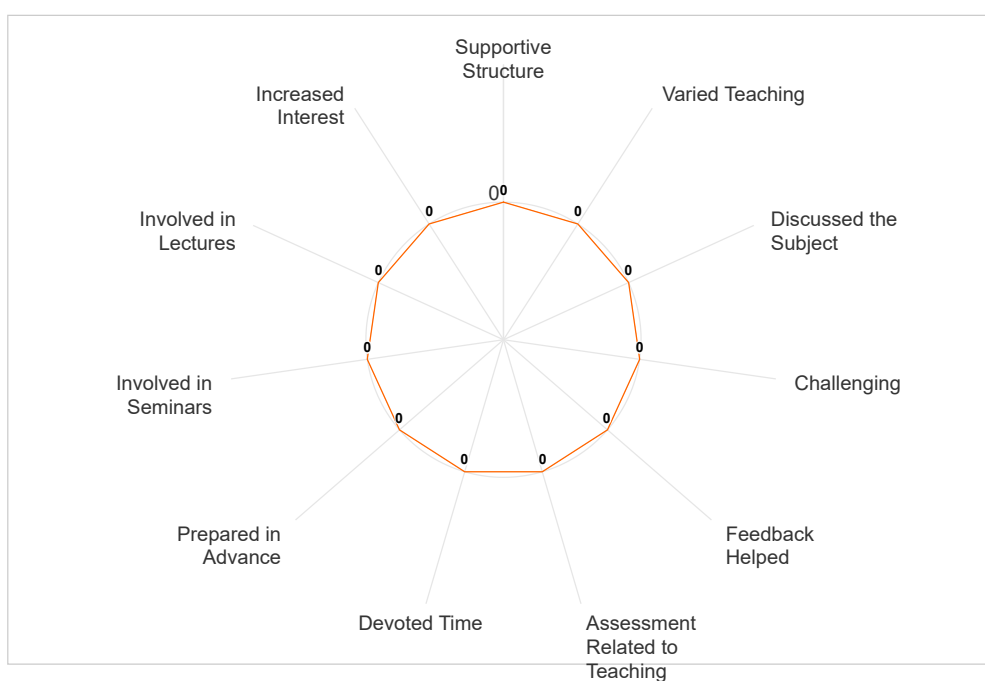 Supportive
Structure
Increased
Interest
Varied Teaching
0
0
0
0
Involved in
Lectures
Discussed the
Subject
0
0
0
0
Involved in
Seminars
Challenging
0
0
0
0
Prepared in
Advance
Feedback
Helped
Devoted Time
Assessment
Related to
Teaching